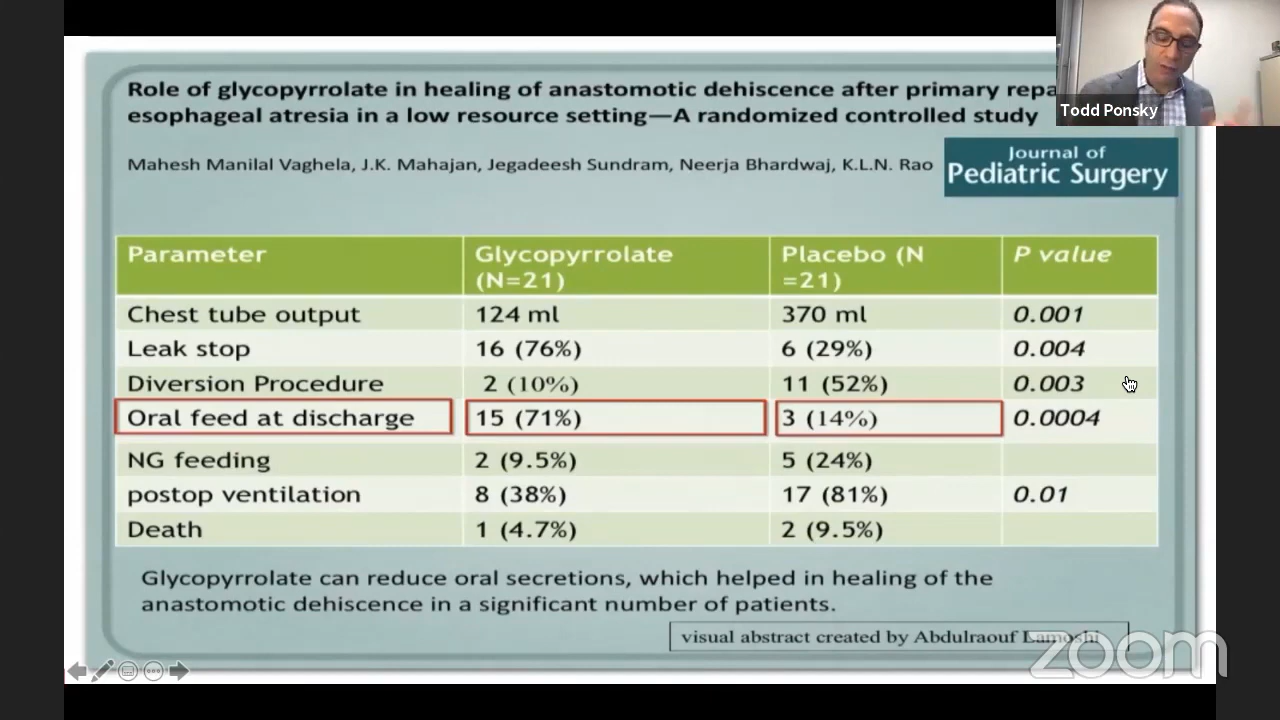 Role of glycopyrrolate in healing of anastomotic dehiscence after primary
esophageal atresia in a low resource setting—A randomized controlled study
Todd Ponsky
Mahesh Manilal Vaghela, J.K. Mahajan, Jegadeesh Sundram, Neerja Bhardwaj, K.L.N. Rao
Journal of
Pediatric Surgery
Parameter Glycopyrrolate (N=21) Placebo (N =21) P value
Chest tube output 124 ml 370 ml 0.001
Leak stop 16 (76%) 6 (29%) 0.004
Diversion Procedure 2 (10%) 11 (52%) 0.003
Oral feed at discharge 15 (71%) 3 (14%) 0.0004
NG feeding 2 (9.5%) 5 (24%)
postop ventilation 8 (38%) 17 (81%) 0.01
Death 1 (4.7%) 2 (9.5%)
Glycopyrrolate can reduce oral secretions, which helped in healing of the
anastomotic dehiscence in a significant number of patients.
visual abstract created by Abdulraouf Lamoshi
zoom